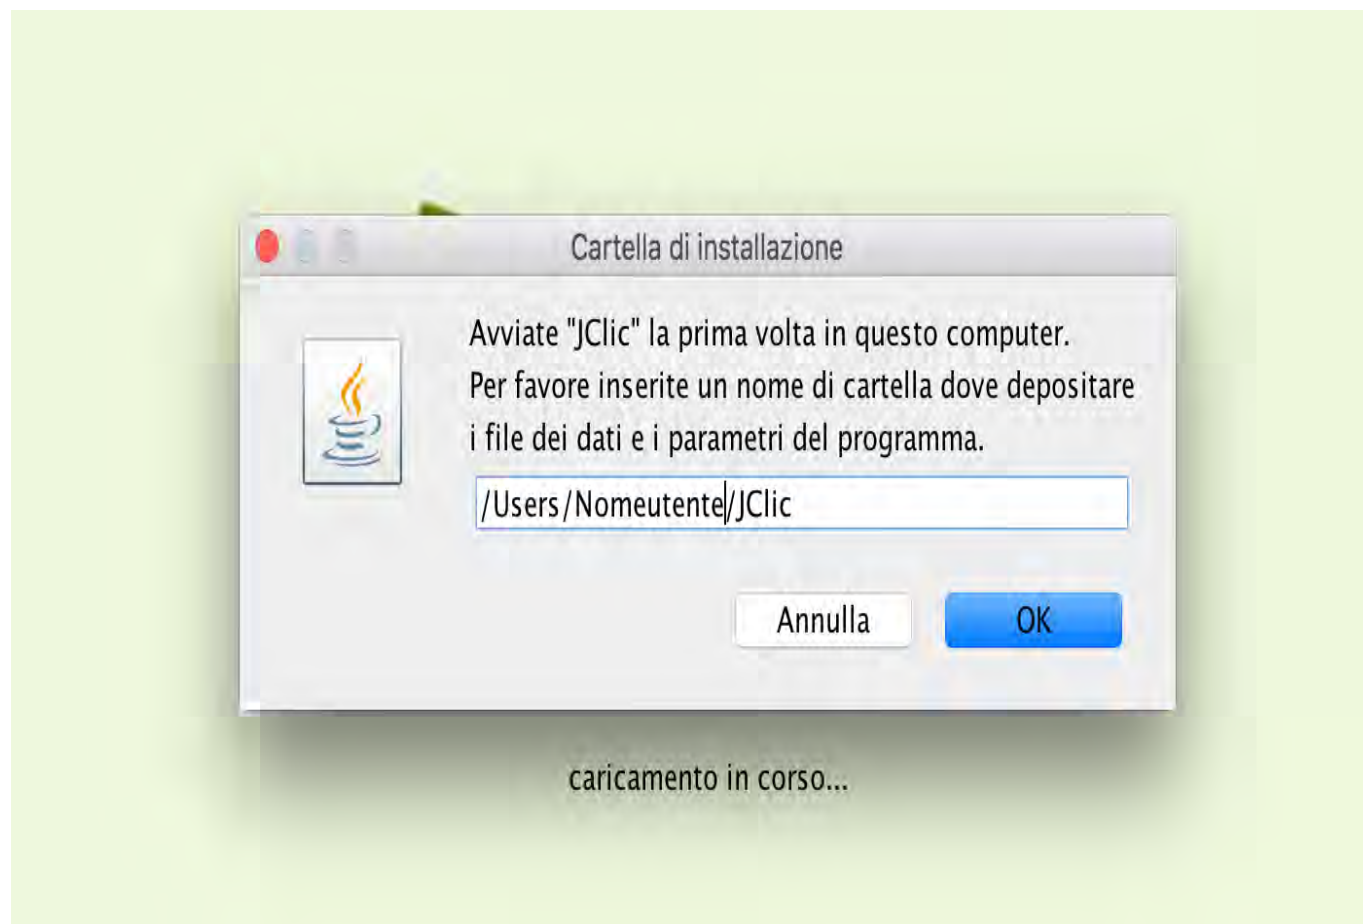 Cartella di installazione
Avviate "JClic" la prima volta in questo computer.
Per favore inserite un nome di cartella dove depositare
i file dei dati e i parametri del programma.
/Users/Nomeutente/JClic
Annulla OK
caricamento in corso...